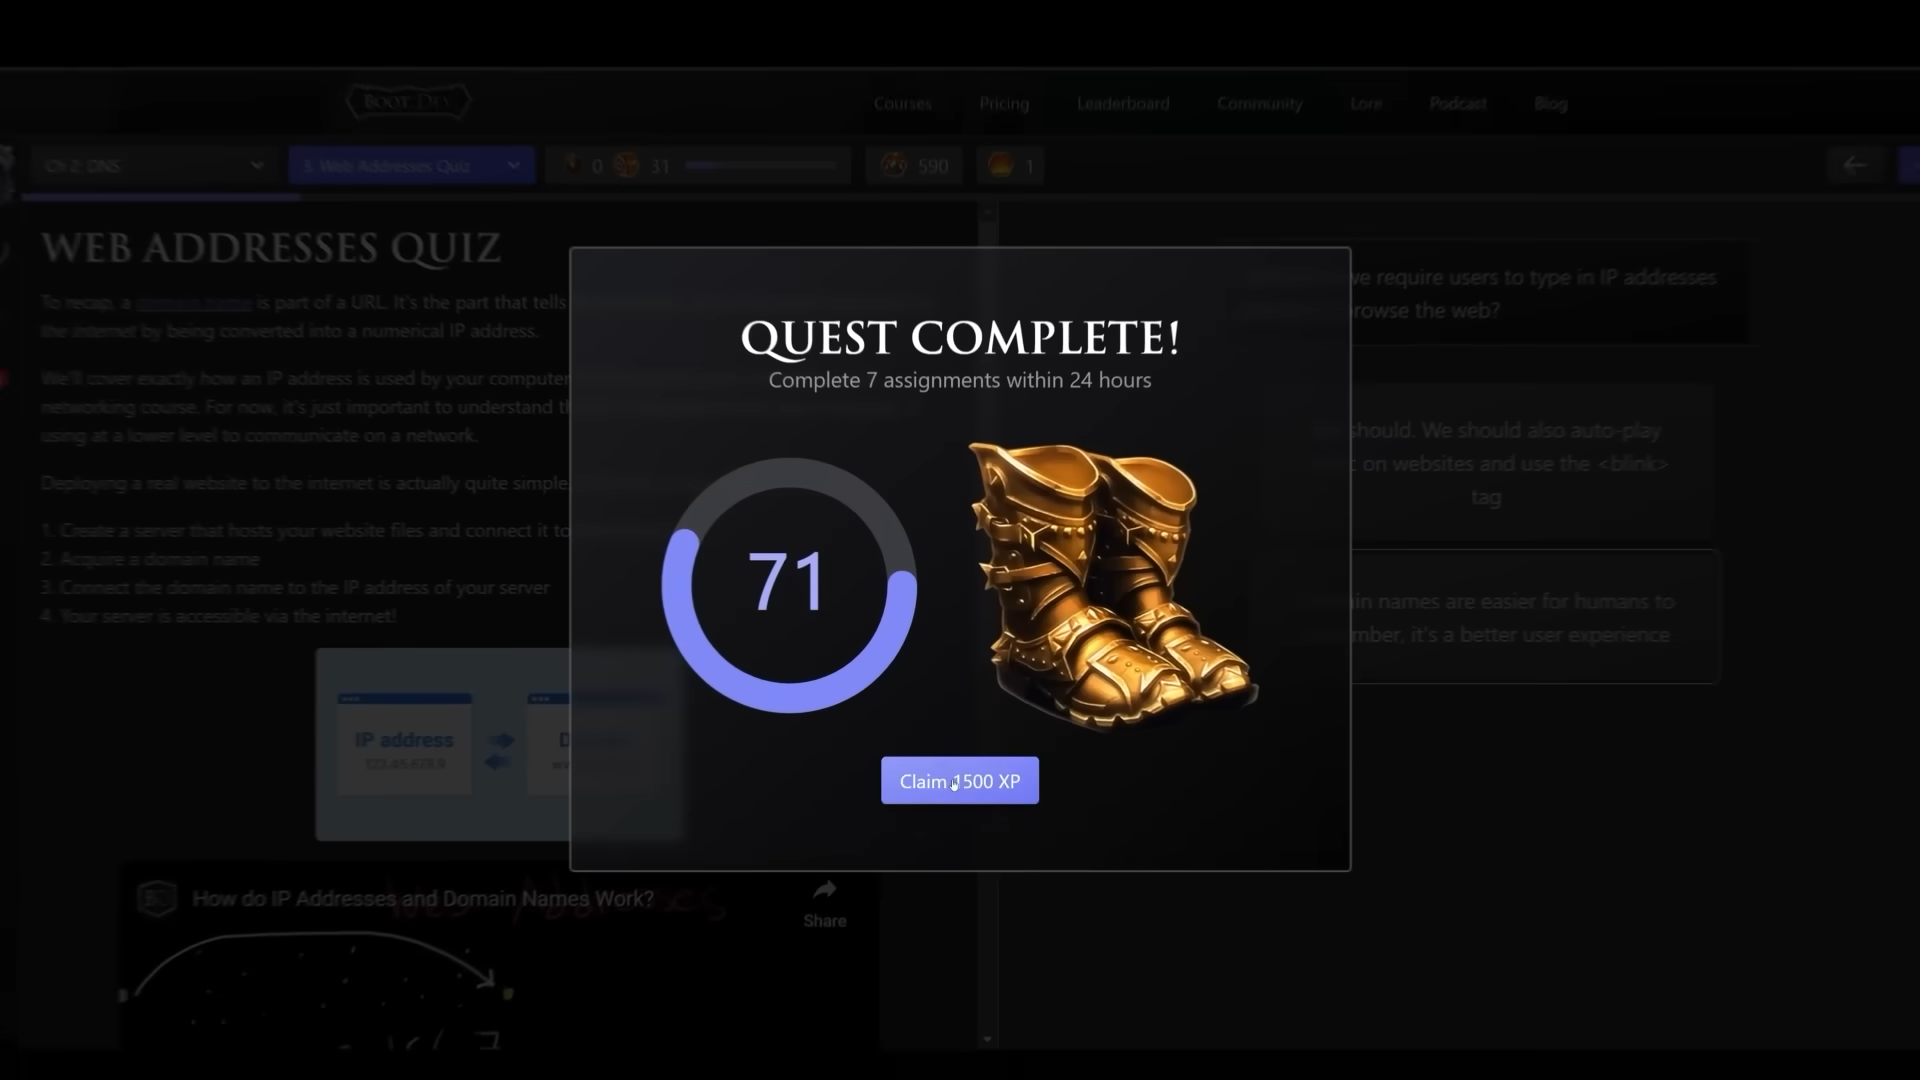 BOOT.DEV
Courses
Pricing
Leaderboard
Community
Lore
Podcast
Blog
Ch 2: DNS
3. Web Addresses Quiz
0
31
590
1
WEB ADDRESSES QUIZ
To recap, a domain name is part of a URL. It's the part that tells
the internet by being converted into a numerical IP address.
We'll cover exactly how an IP address is used by your computer
networking course. For now, it's just important to understand
using at a lower level to communicate on a network.
Deploying a real website to the internet is actually quite simple.
1. Create a server that hosts your website files and connect it to
2. Acquire a domain name
3. Connect the domain name to the IP address of your server
4. Your server is accessible via the internet!
IP address
How do IP Addresses and Domain Names Work?
Share
QUEST COMPLETE!
Complete 7 assignments within 24 hours
71
Claim 1500 XP
we require users to type in IP addresses
browse the web?
should. We should also auto-play
on websites and use the <blink>
tag
names are easier for humans to
it's a better user experience